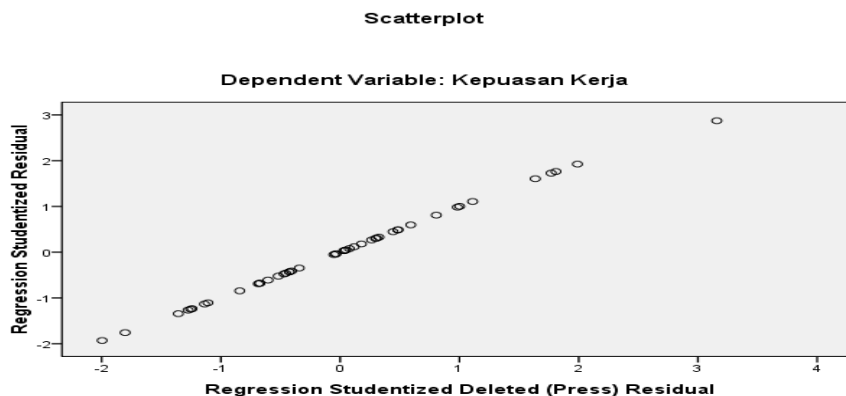 Scatterplot
Dependent Variable: Kepuasan Kerja
Regression Studentized Residual
3
2
1
0
-1
-2
-2 -1 0 1 2 3 4
Regression Studentized Deleted (Press) Residual